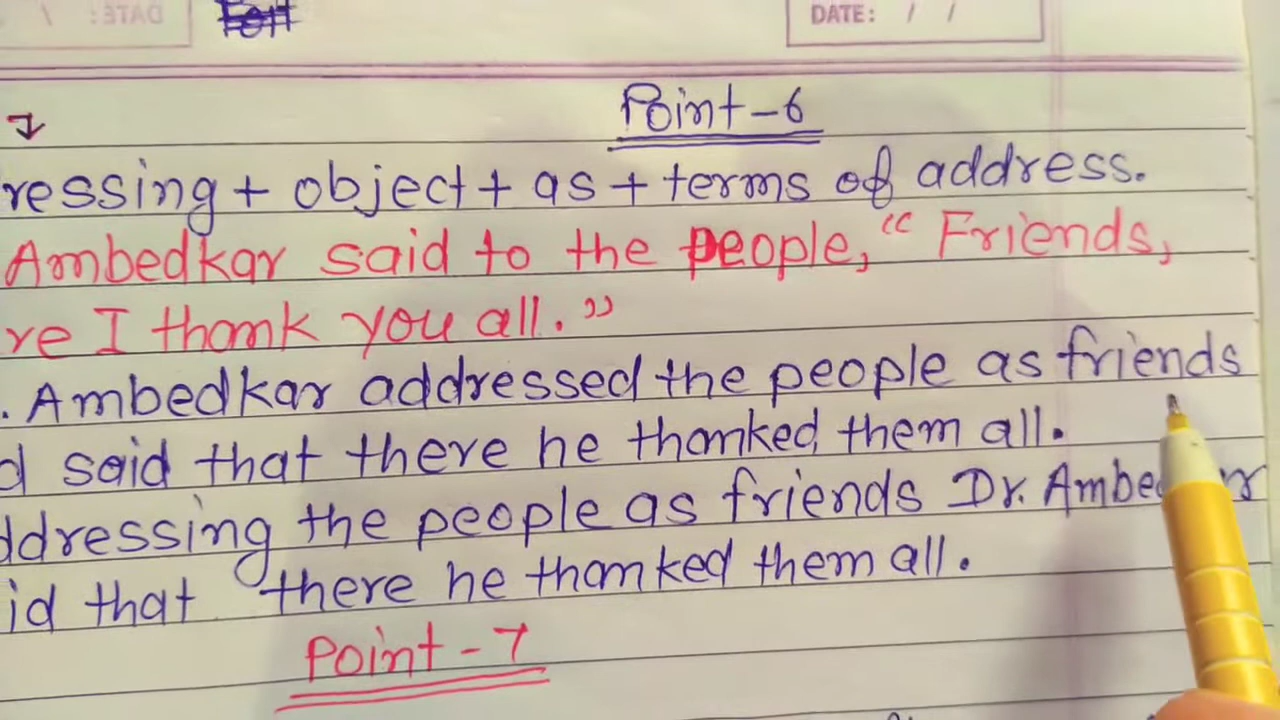 DATE: / /
Point-6
ressing + object + as + terms of address.
Ambedkar said to the people, “Friends,
re I thank you all.”
. Ambedkar addressed the people as friends
d said that there he thanked them all.
ddressing the people as friends Dr. Ambedkar
id that there he thanked them all.
Point-7